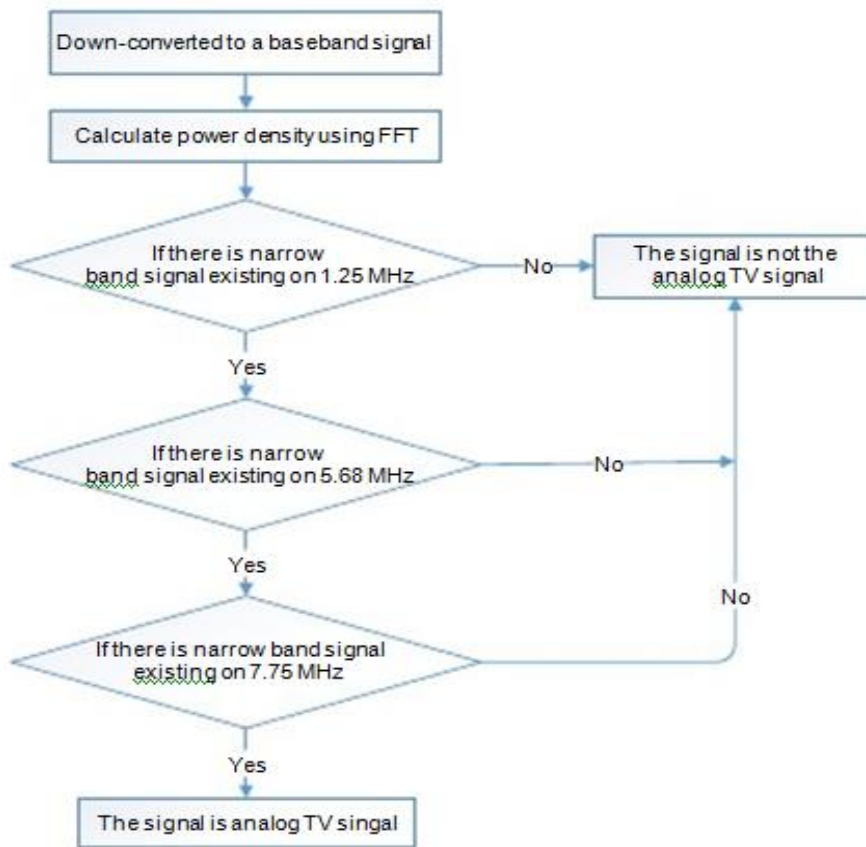 Down-converted to a baseband signal
Calculate power density using FFT
If there is narrow
band signal existing on 1.25 MHz
No
The signal is not the
analog TV signal
Yes
If there is narrow
band signal existing on 5.68 MHz
No
Yes
If there is narrow band signal
existing on 7.75 MHz
No
Yes
The signal is analog TV singal